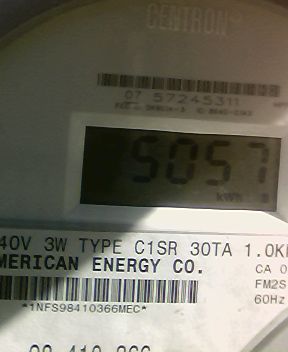 CENTRON
07 57245311
5057
kWh
40V 3W TYPE C1SR 30TA 1.0K
MERICAN ENERGY CO.
CA 0
FM2S
60Hz
*1NFS98410366MEC*